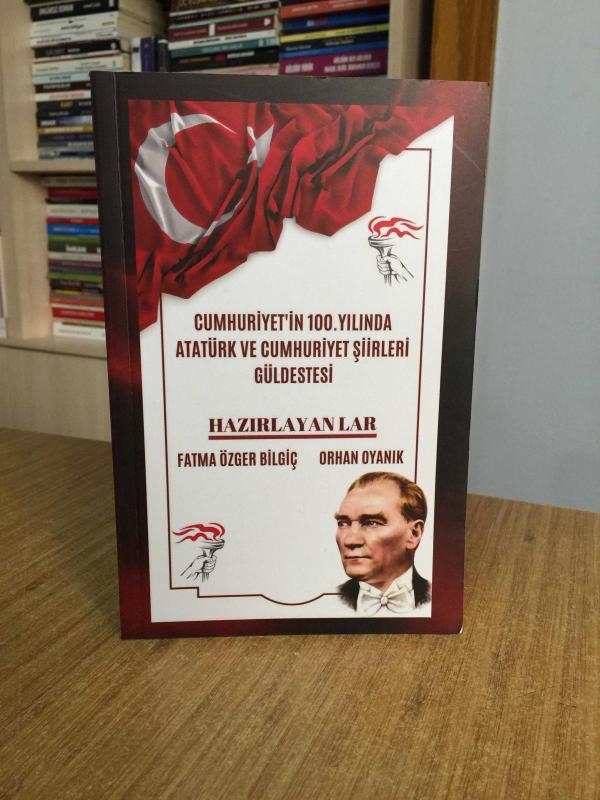 CUMHURİYET'İN 100.YILINDA
ATATÜRK VE CUMHURİYET ŞİİRLERİ
GÜLDESTESİ
HAZIRLAYAN LAR
FATMA ÖZGER BİLGİÇ ORHAN OYANIK